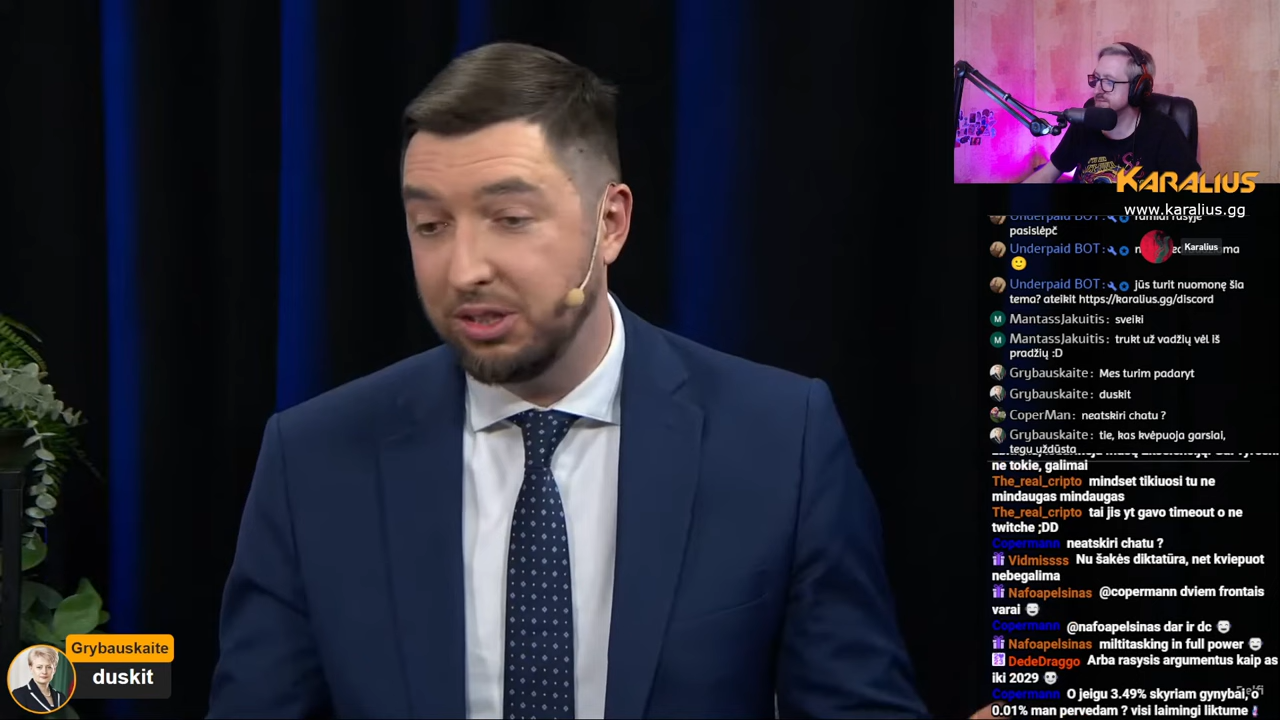 KARALIUS
www.karalius.gg
Underpaid BOT:
pasislėpč
Karalius
Underpaid BOT: ma
Underpaid BOT: jūs turit nuomonę šia
tema? ateikit https://karalius.gg/discord
MantassJakuitis: sveiki
MantassJakuitis: trukt už vadžių vėl iš
pradžių :D
Grybauskaite: Mes turim padaryt
Grybauskaite: duskit
CoperMan: neatskiri chatu ?
Grybauskaite: tie, kas kvėpuoja garsiai,
tegu uždūsta
ne tokie, galimai
The_real_cripto mindset tikiuosi tu ne
mindaugas mindaugas
The_real_cripto tai jis yt gavo timeout o ne
twitche ;DD
Copermann neatskiri chatu ?
Vidmissss Nu šakės diktatūra, net kviepuot
nebegalima
Nafoapelsinas @copermann dviem frontais
varai
Copermann @nafoapelsinas dar ir dc
Nafoapelsinas miltitasking in full power
DedeDraggo Arba rasysis argumentus kaip as
iki 2029
Delfi
Copermann O jeigu 3.49% skyriam gynybai, o
0.01% man pervedam ? visi laimingi liktume
Grybauskaite
duskit
M
M